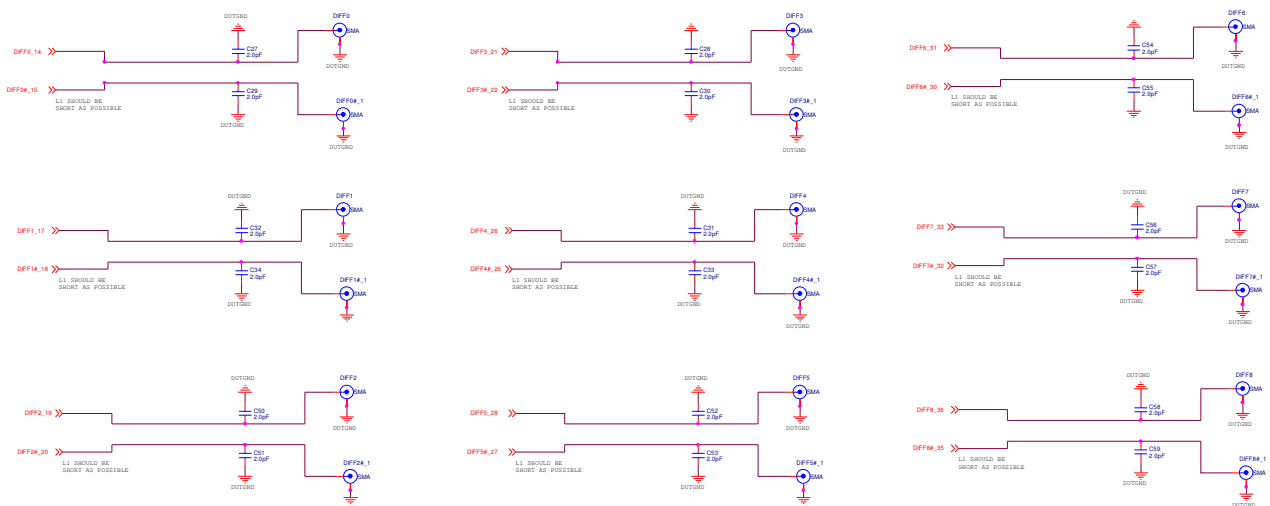 DUTGND
DIFF0
SMA
DIFF0_14
C27
2.0pF
DUTGND
DIFF0#_15
C29
2.0pF
L1 SHOULD BE
SHORT AS POSSIBLE
DIFF0#_1
SMA
DUTGND
DUTGND
DIFF3
SMA
DIFF3_21
C28
2.0pF
DUTGND
DIFF3#_22
C30
2.0pF
L1 SHOULD BE
SHORT AS POSSIBLE
DIFF3#_1
SMA
DUTGND
DIFF6
SMA
DIFF6_31
C54
2.0pF
DUTGND
DIFF6#_30
C55
2.0pF
L1 SHOULD BE
SHORT AS POSSIBLE
DIFF6#_1
SMA
DUTGND
DUTGND
DIFF1
SMA
DIFF1_17
C32
2.0pF
DUTGND
DIFF1#_18
C34
2.0pF
L1 SHOULD BE
SHORT AS POSSIBLE
DIFF1#_1
SMA
DUTGND
DUTGND
DIFF4
SMA
DIFF4_26
C31
2.0pF
DUTGND
DIFF4#_25
C33
2.0pF
L1 SHOULD BE
SHORT AS POSSIBLE
DIFF4#_1
SMA
DUTGND
DUTGND
DUTGND
DIFF7
SMA
DIFF7_33
C56
2.0pF
DUTGND
DIFF7#_32
C57
2.0pF
L1 SHOULD BE
SHORT AS POSSIBLE
DIFF7#_1
SMA
DUTGND
DUTGND
DUTGND
DIFF2
SMA
DIFF2_19
C50
2.0pF
DUTGND
DIFF2#_20
C51
2.0pF
L1 SHOULD BE
SHORT AS POSSIBLE
DIFF2#_1
SMA
DUTGND
DUTGND
DIFF5
SMA
DIFF5_28
C52
2.0pF
DUTGND
DIFF5#_27
C53
2.0pF
L1 SHOULD BE
SHORT AS POSSIBLE
DIFF5#_1
SMA
DUTGND
DUTGND
DIFF8
SMA
DIFF8_36
C58
2.0pF
DUTGND
DIFF8#_35
C59
2.0pF
L1 SHOULD BE
SHORT AS POSSIBLE
DIFF8#_1
SMA
DUTGND
DUTGND